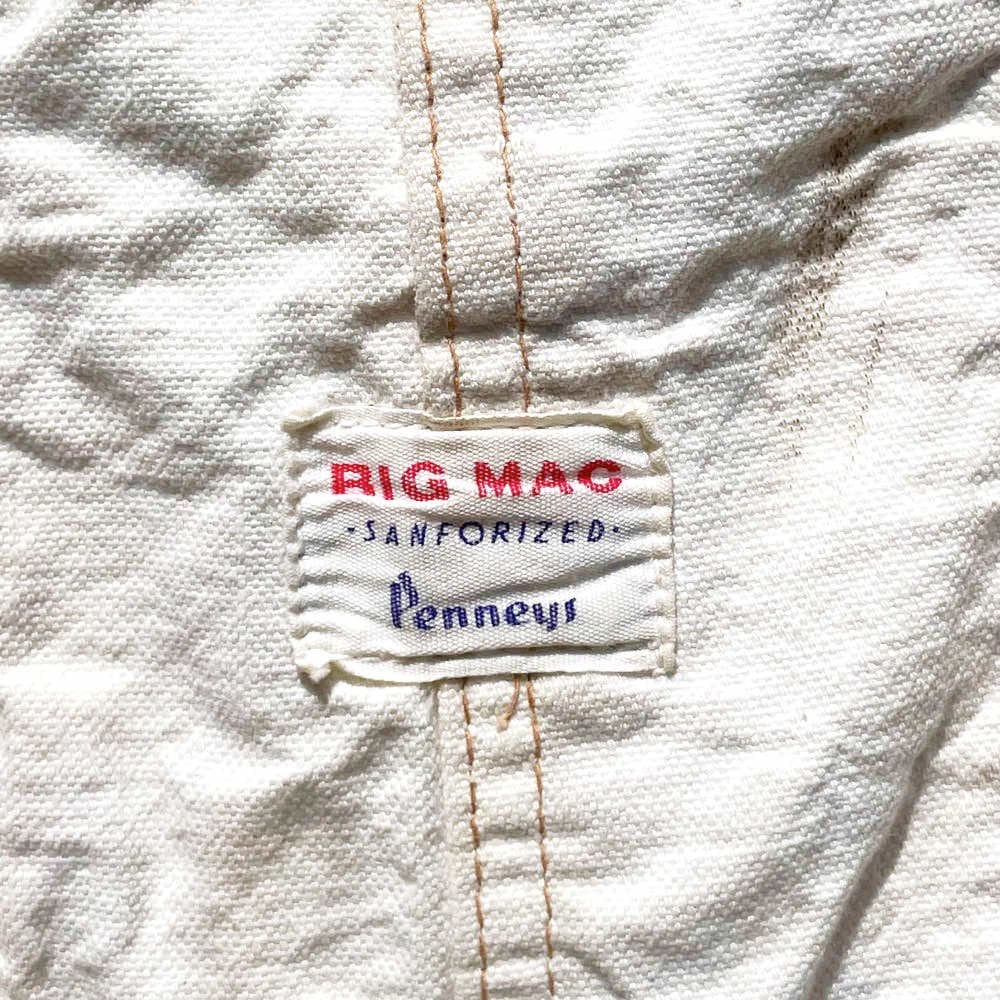 BIG MAC
·SANFORIZED·
Penneys